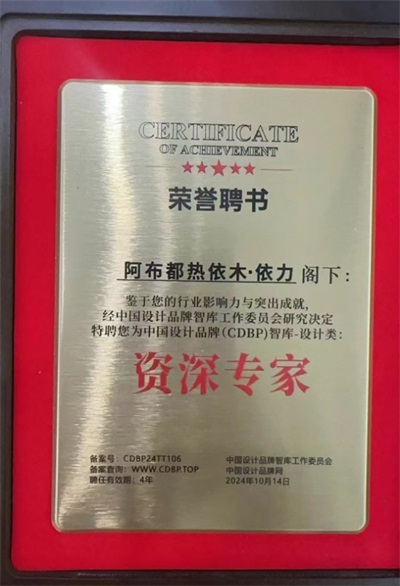 CERTIFICATE
OF ACHIEVEMENT
荣誉聘书
阿布都热依木·依力 阁下：
鉴于您的行业影响力与突出成就，
经中国设计品牌智库工作委员会研究决定
特聘您为中国设计品牌(CDBP)智库-设计类：
资深专家
备案号：CDBP24TT106
备案查询：WWW.CDBP.TOP
聘任有效期：4年
中国设计品牌智库工作委员会
中国设计品牌网
2024年10月14日